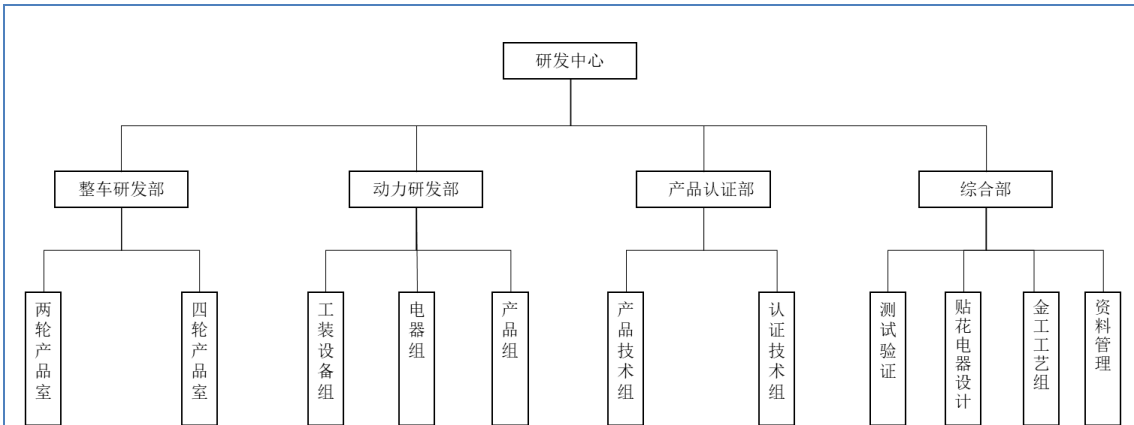 研发中心
整车研发部
动力研发部
产品认证部
综合部
两轮产品室
四轮产品室
工装设备组
电器组
产品组
产品技术组
认证技术组
测试验证
贴花电器设计
金工工艺组
资料管理